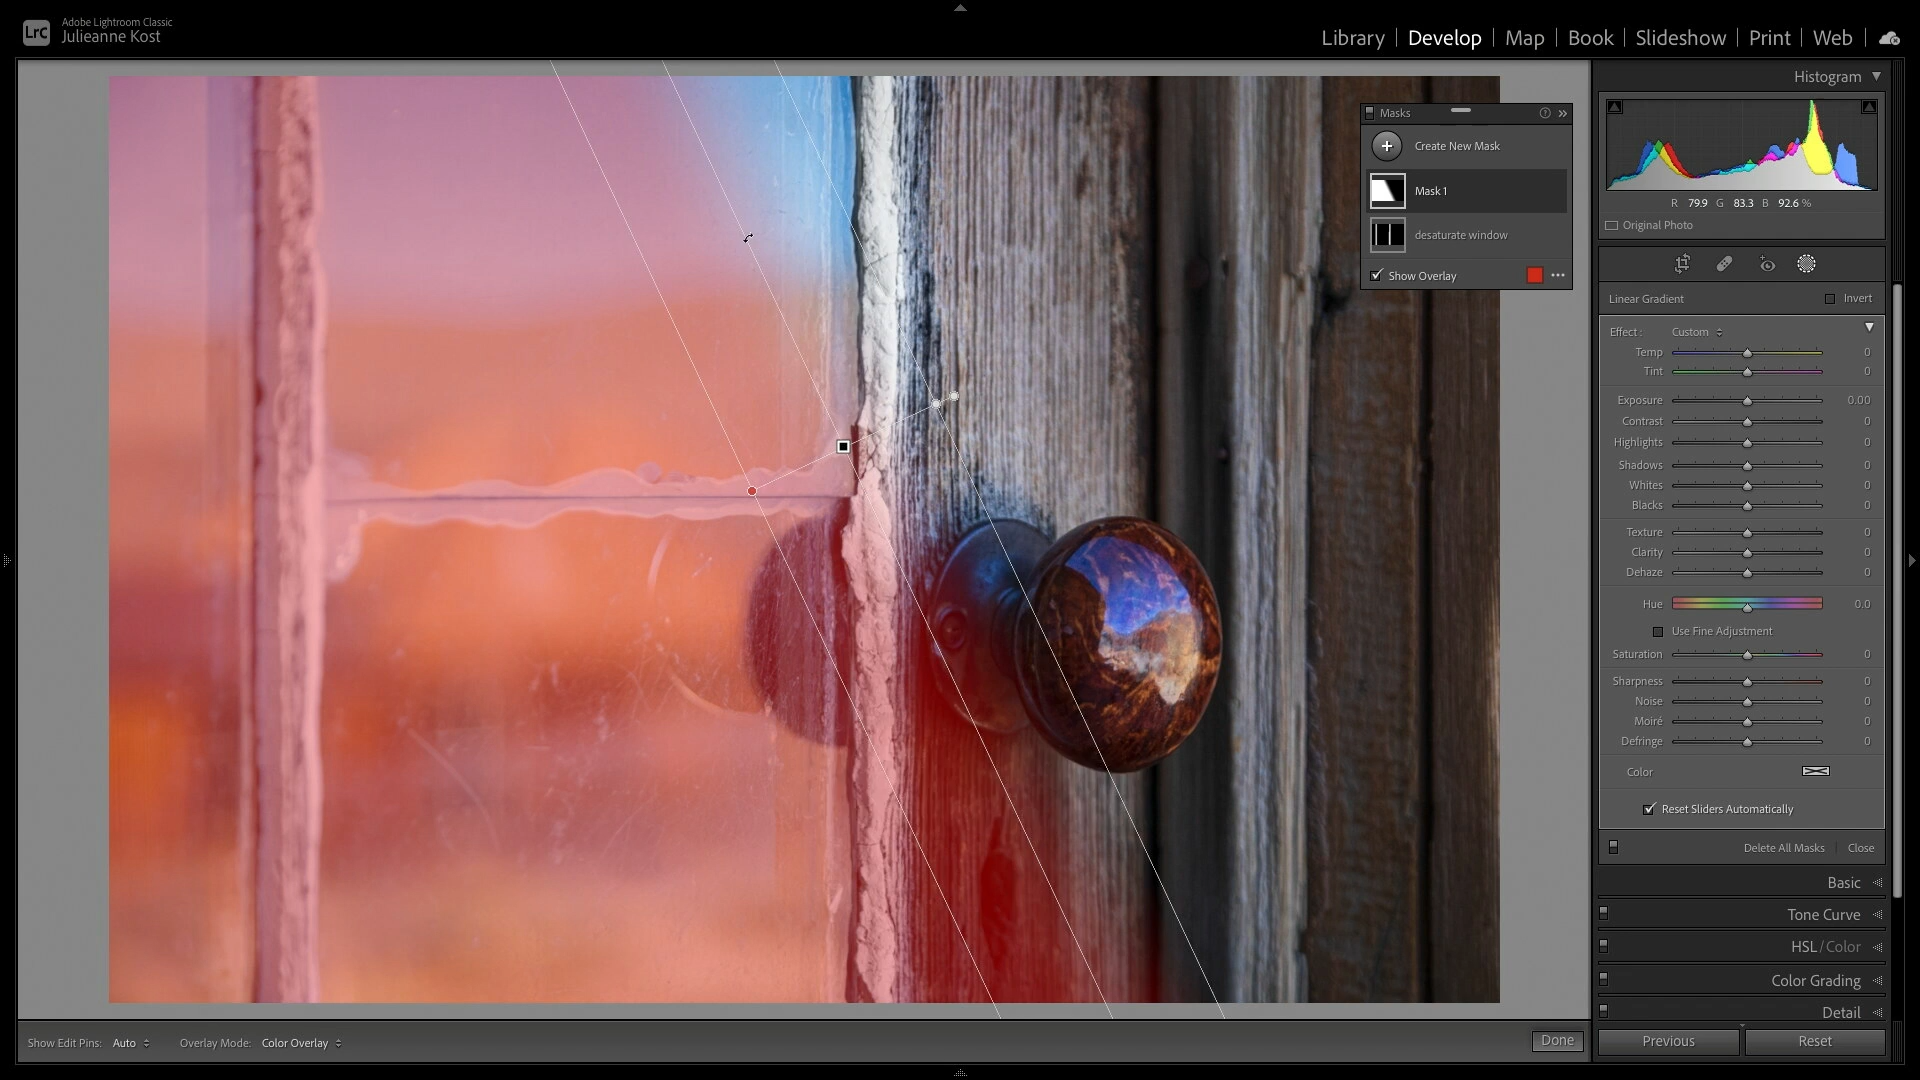 LrC
Adobe Lightroom Classic
Julieanne Kost
Library | Develop | Map | Book | Slideshow | Print | Web
Histogram
R 79.9 G 83.3 B 92.6 %
Original Photo
Masks
Create New Mask
Mask 1
desaturate window
Show Overlay
Linear Gradient Invert
Effect : Custom
Temp 0
Tint 0
Exposure 0.00
Contrast 0
Highlights 0
Shadows 0
Whites 0
Blacks 0
Texture 0
Clarity 0
Dehaze 0
Hue 0.0
Use Fine Adjustment
Saturation 0
Sharpness 0
Noise 0
Moiré 0
Defringe 0
Color
Reset Sliders Automatically
Delete All Masks Close
Basic
Tone Curve
HSL / Color
Color Grading
Detail
Show Edit Pins: Auto Overlay Mode: Color Overlay Done
Previous Reset